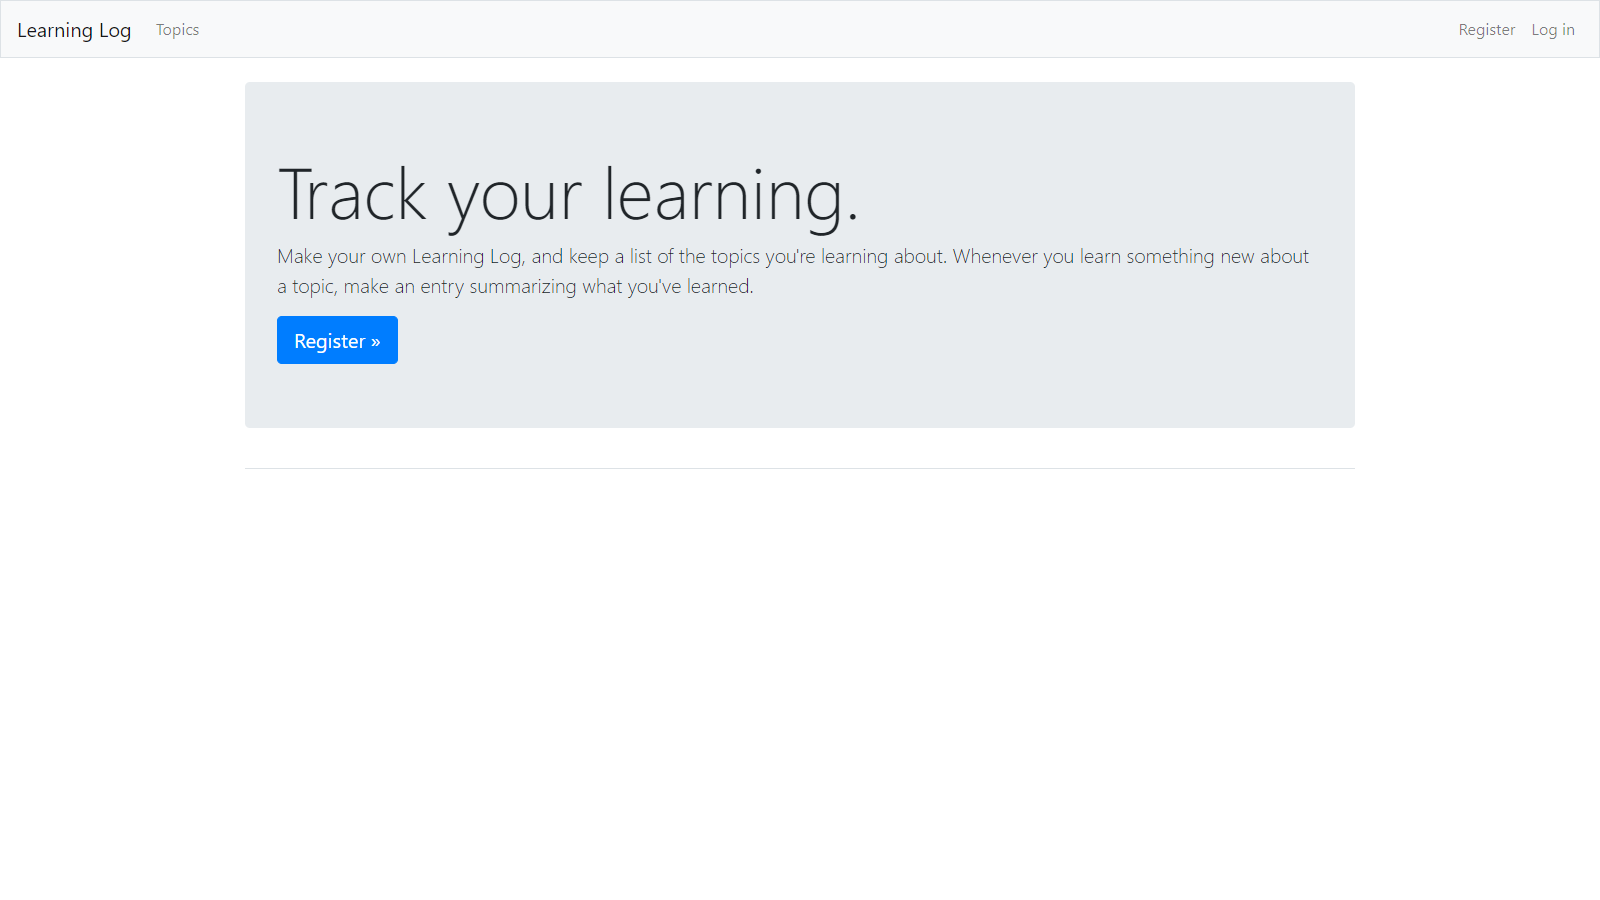 Learning Log Topics Register Log in
Track your learning.
Make your own Learning Log, and keep a list of the topics you're learning about. Whenever you learn something new about
a topic, make an entry summarizing what you've learned.
Register »